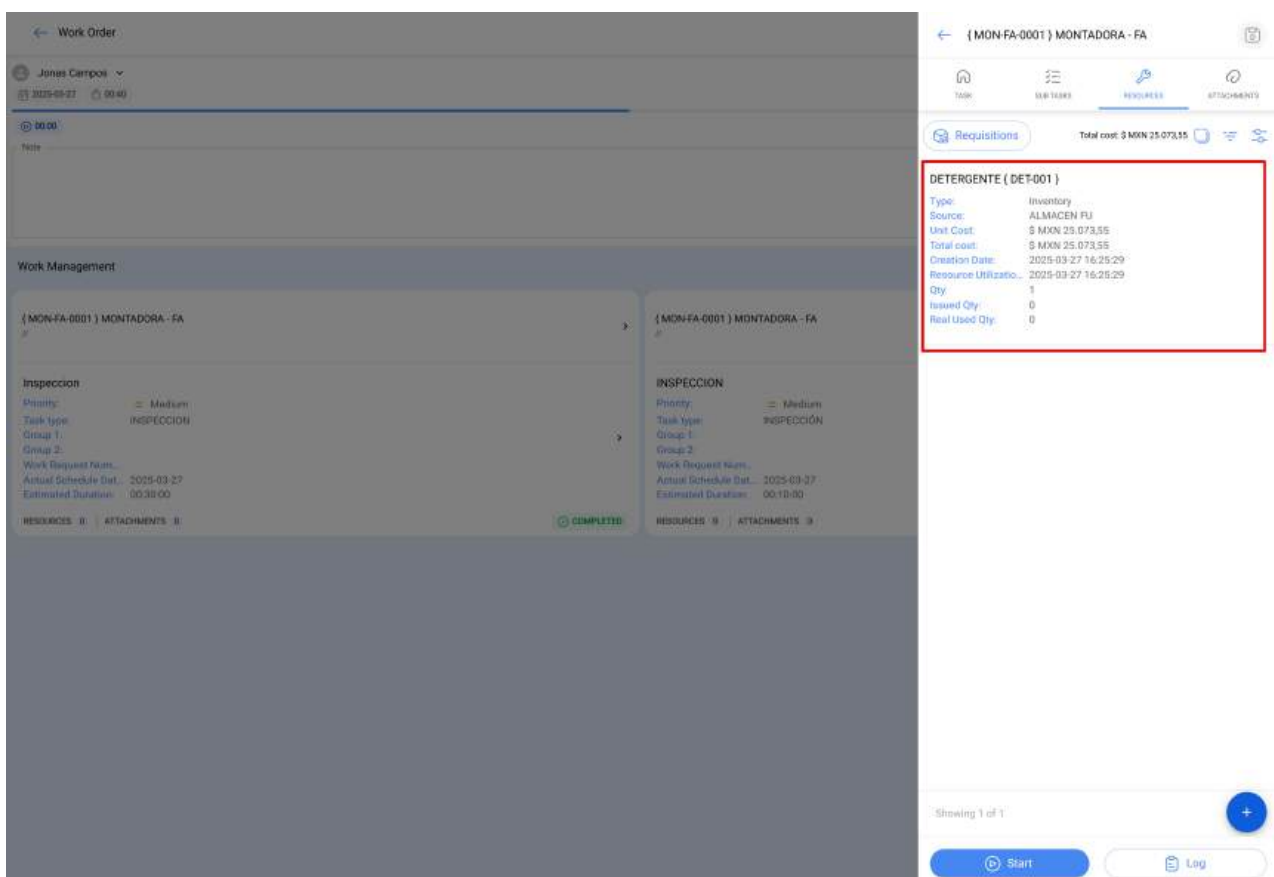 Work Order
Jonas Campos
2025-03-27 00:40
00:00
Note
Work Management
{ MON-FA-0001 } MONTADORA - FA
//
Inspeccion
Priority: Medium
Task type: INSPECCION
Group 1:
Group 2:
Work Request Num...
Actual Schedule Dat... 2025-03-27
Estimated Duration: 00:30:00
RESOURCES 0 | ATTACHMENTS 0
COMPLETED
{ MON-FA-0001 } MONTADORA - FA
//
INSPECCION
Priority: Medium
Task type: INSPECCIÓN
Group 1:
Group 2:
Work Request Num...
Actual Schedule Dat... 2025-03-27
Estimated Duration: 00:10:00
RESOURCES 0 | ATTACHMENTS 0
{ MON-FA-0001 } MONTADORA - FA
TASK
SUB TASKS
RESOURCES
ATTACHMENTS
Requisitions
Total cost: $ MXN 25.073,55
DETERGENTE ( DET-001 )
Type: Inventory
Source: ALMACEN FU
Unit Cost: $ MXN 25.073,55
Total cost: $ MXN 25.073,55
Creation Date: 2025-03-27 16:25:29
Resource Utilizatio... 2025-03-27 16:25:29
Qty: 1
Issued Qty: 0
Real Used Qty: 0
Showing 1 of 1
+
Start
Log